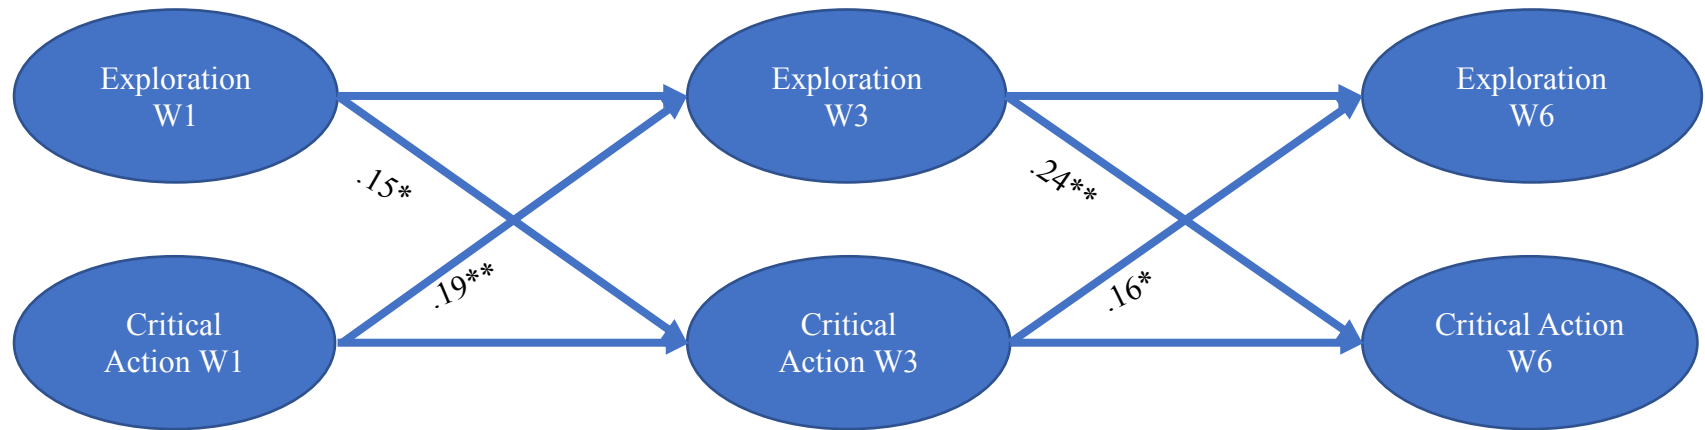 Exploration
W1
Exploration
W3
Exploration
W6
.15*
.24**
.19**
.16*
Critical
Action W1
Critical
Action W3
Critical Action
W6